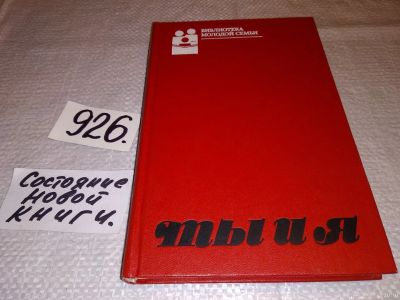 БИБЛИОТЕКА
МОЛОДОЙ СЕМЬИ
926.
Состояние
новой
книги.
ты и я